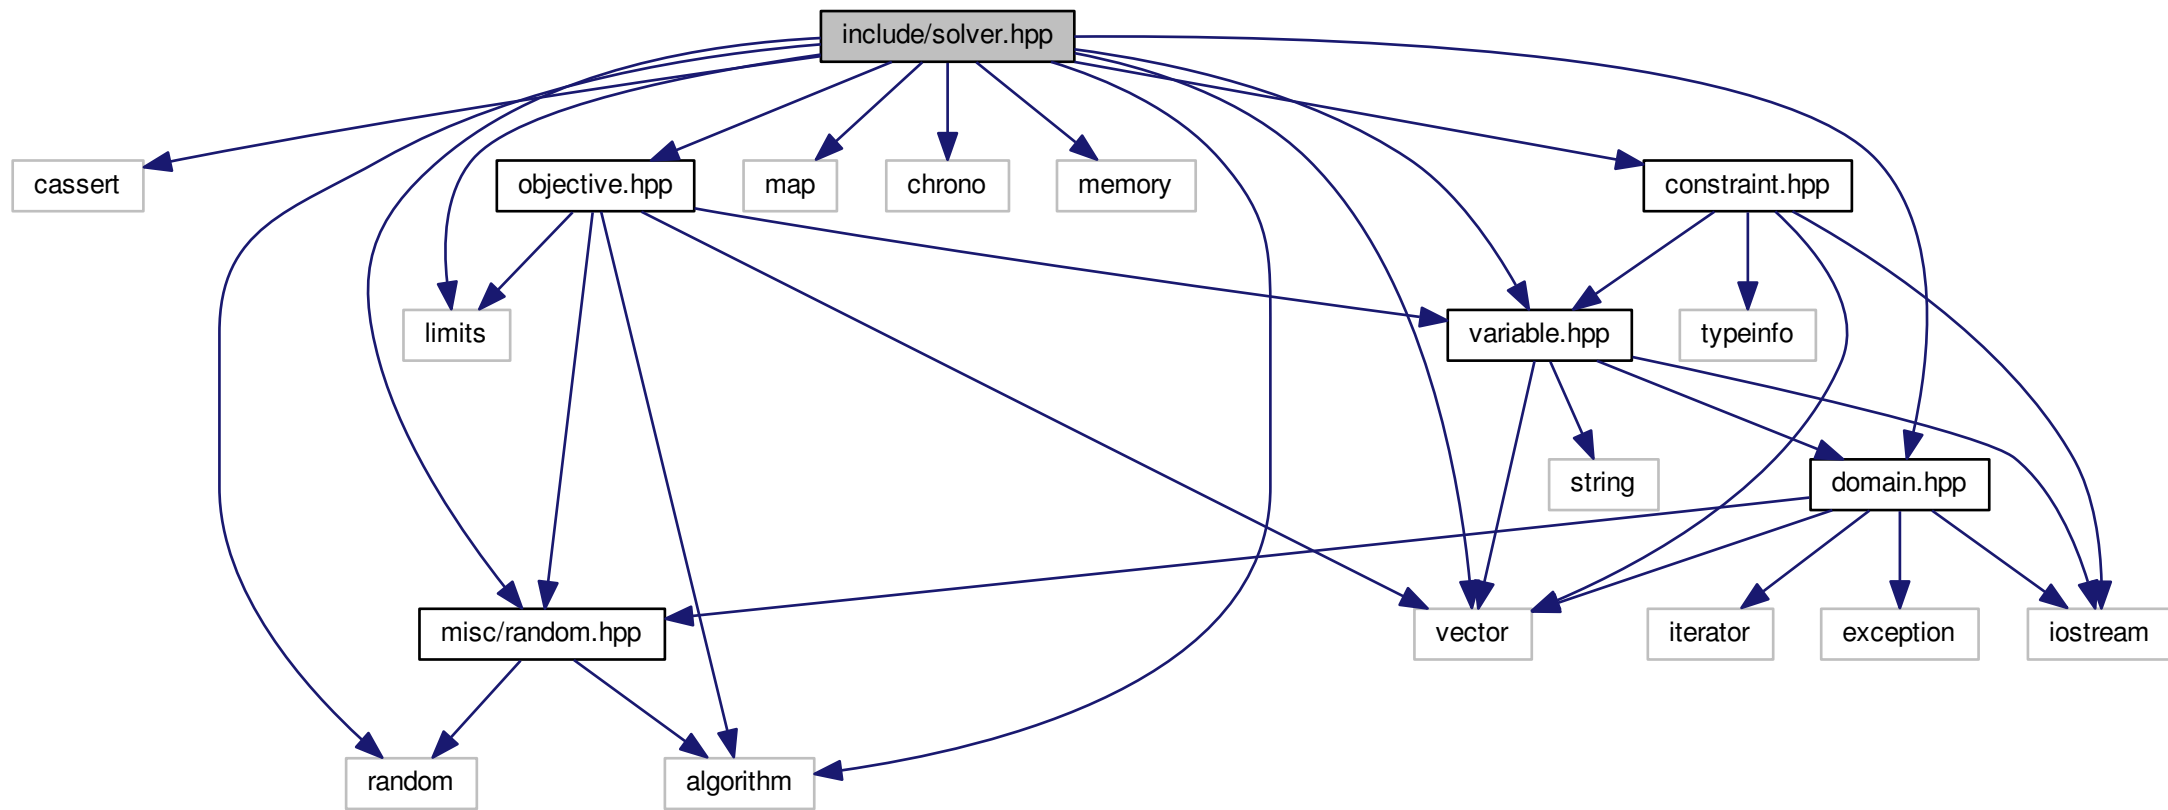 include/solver.hpp
cassert
objective.hpp
map
chrono
memory
constraint.hpp
limits
variable.hpp
typeinfo
string
domain.hpp
misc/random.hpp
vector
iterator
exception
iostream
random
algorithm